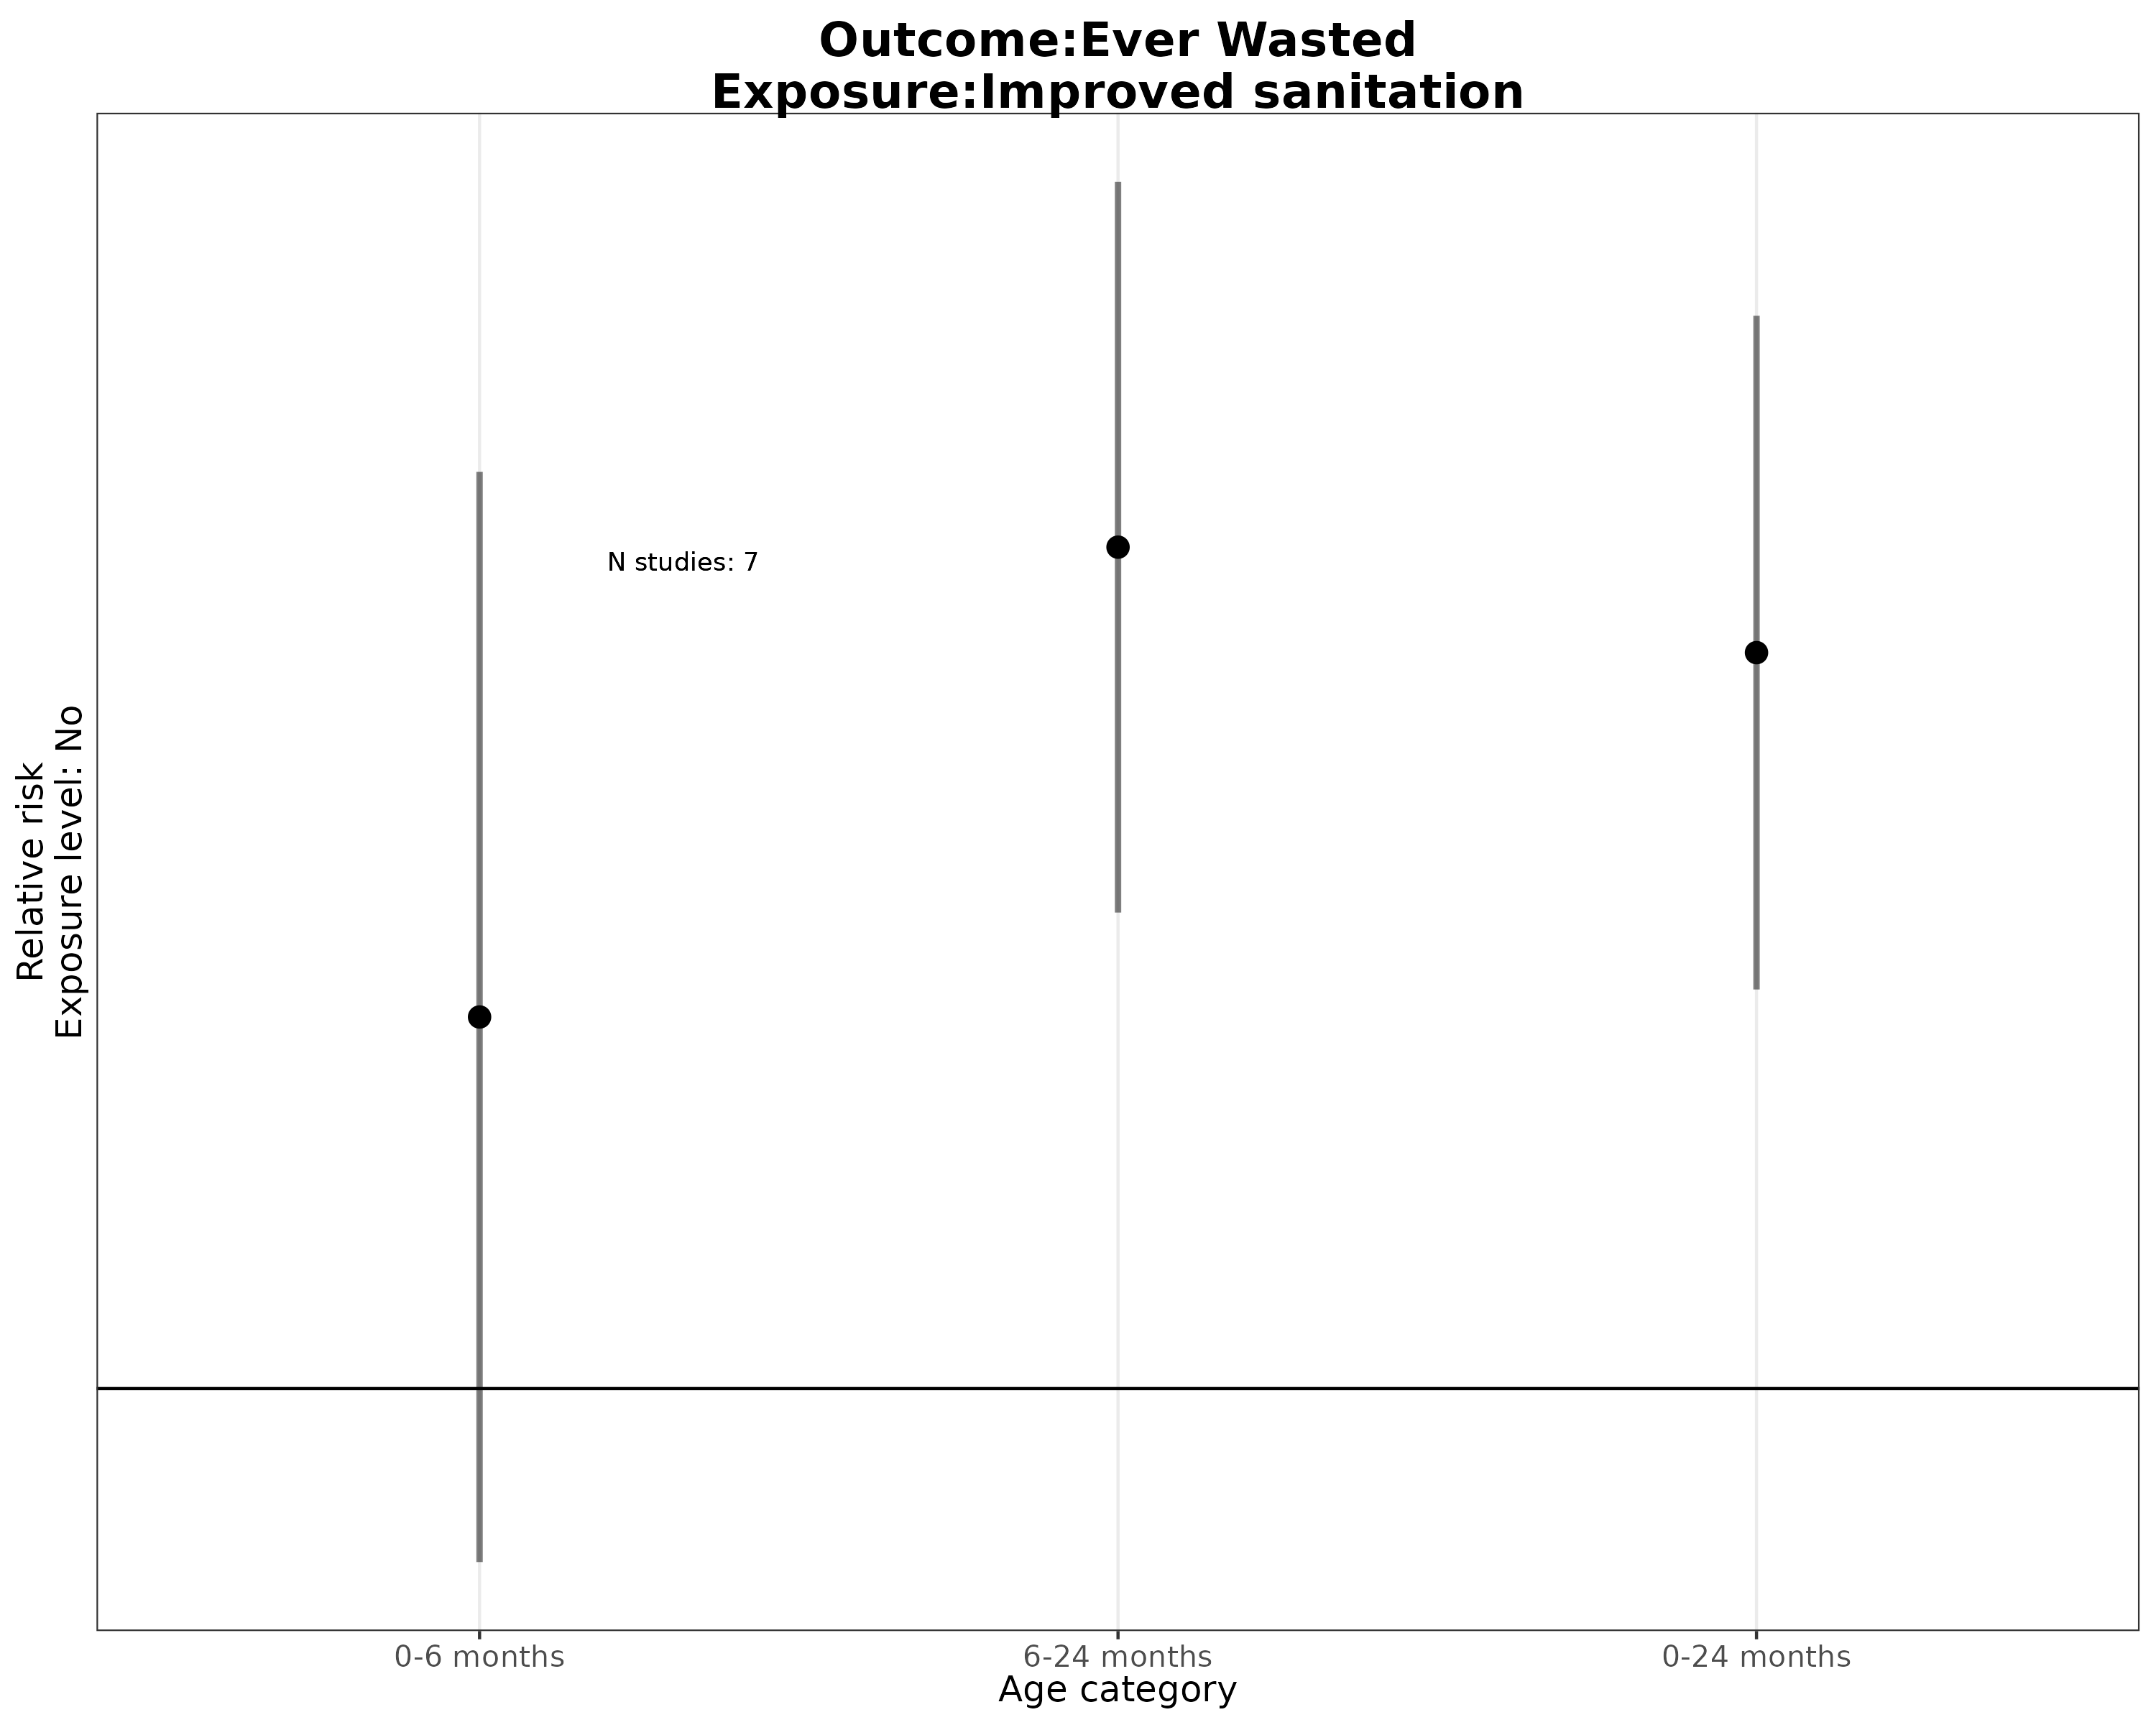 Outcome:Ever Wasted
Exposure:Improved sanitation
Relative risk
Exposure level: No
N studies: 7
0-6 months
6-24 months
0-24 months
Age category